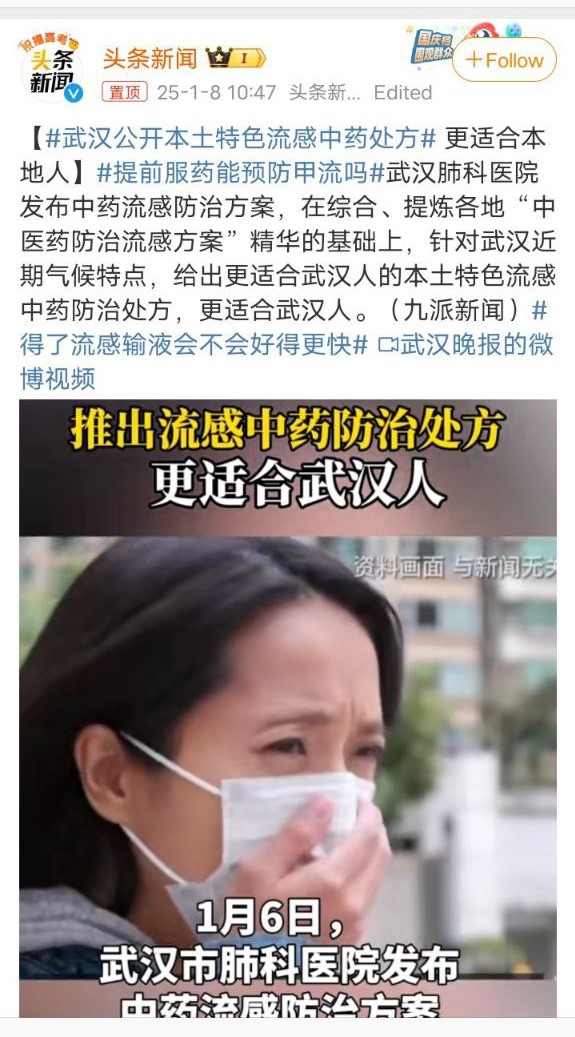 祝福高考
头条
新闻
头条新闻 I
国庆榜
围观群众
+Follow
置顶 25-1-8 10:47 头条新... Edited
【#武汉公开本土特色流感中药处方# 更适合本
地人】#提前服药能预防甲流吗#武汉肺科医院
发布中药流感防治方案，在综合、提炼各地“中
医药防治流感方案”精华的基础上，针对武汉近
期气候特点，给出更适合武汉人的本土特色流感
中药防治处方，更适合武汉人。（九派新闻）#
得了流感输液会不会好得更快# 武汉晚报的微
博视频
推出流感中药防治处方
更适合武汉人
资料画面 与新闻无关
1月6日，
武汉市肺科医院发布
中药流感防治方案